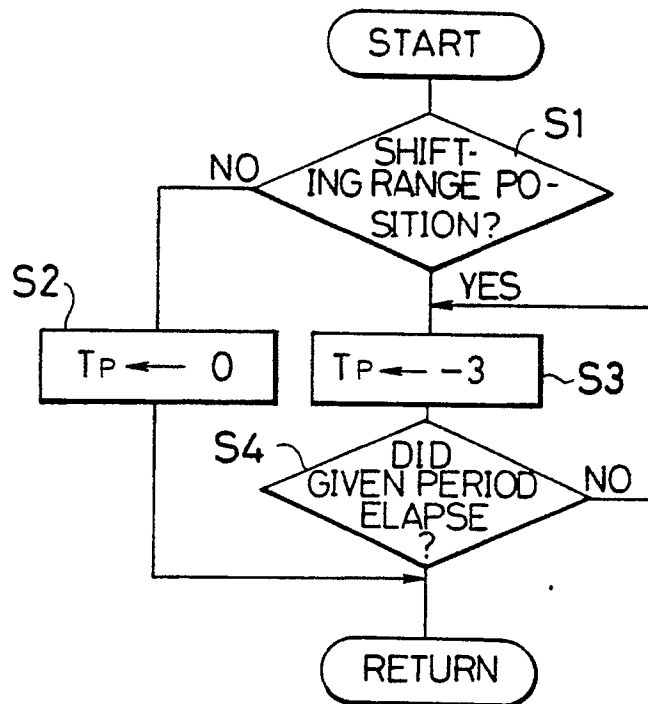 START
S1
SHIFT-
ING RANGE PO-
SITION?
NO
YES
S2
TP ← 0
TP ← -3
S3
S4
DID
GIVEN PERIOD
ELAPSE
?
NO
RETURN